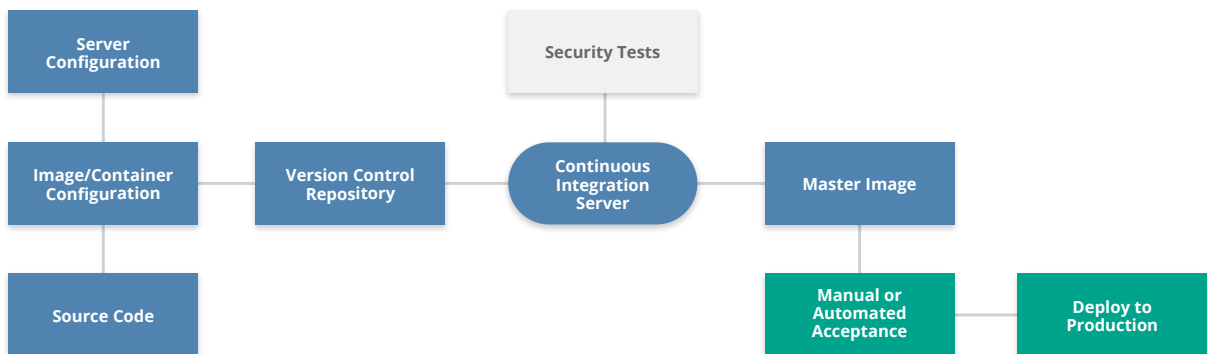 Server
Configuration
Security Tests
Image/Container
Configuration
Version Control
Repository
Continuous
Integration
Server
Master Image
Source Code
Manual or
Automated
Acceptance
Deploy to
Production